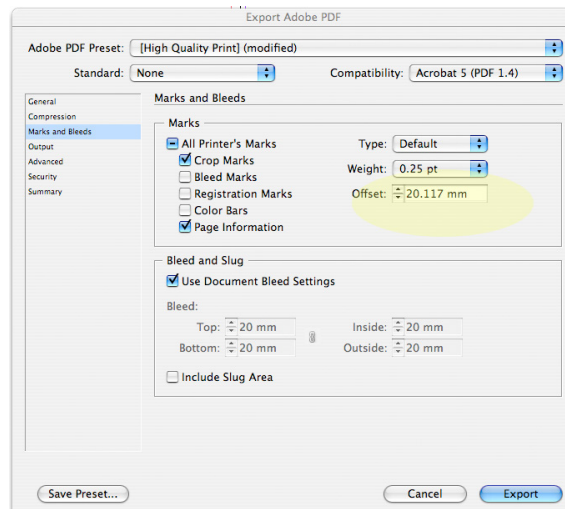 Export Adobe PDF
Adobe PDF Preset: [High Quality Print] (modified)
Standard: None Compatibility: Acrobat 5 (PDF 1.4)
General
Compression
Marks and Bleeds
Output
Advanced
Security
Summary
Marks and Bleeds
Marks
All Printer's Marks Type: Default
Crop Marks Weight: 0.25 pt
Bleed Marks
Registration Marks Offset: 20.117 mm
Color Bars
Page Information
Bleed and Slug
Use Document Bleed Settings
Bleed:
Top: 20 mm Inside: 20 mm
Bottom: 20 mm Outside: 20 mm
Include Slug Area
Save Preset... Cancel Export